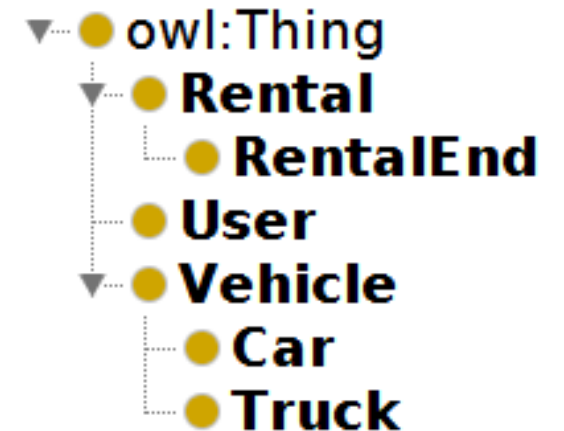 owl:Thing
Rental
RentalEnd
User
Vehicle
Car
Truck